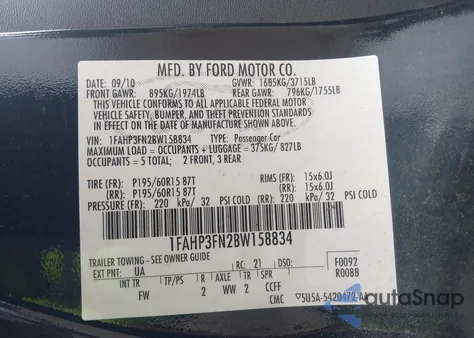 MFD. BY FORD MOTOR CO.
DATE: 09/10 GVWR: 1685KG/3715LB
FRONT GAWR: 895KG/1974LB REAR GAWR: 796KG/1755LB
THIS VEHICLE CONFORMS TO ALL APPLICABLE FEDERAL MOTOR
VEHICLE SAFETY, BUMPER, AND THEFT PREVENTION STANDARDS
IN EFFECT ON THE DATE OF MANUFACTURE SHOWN ABOVE.
VIN: 1FAHP3FN2BW158834 TYPE: Passenger Car
MAXIMUM LOAD = OCCUPANTS + LUGGAGE = 375KG/ 827LB
OCCUPANTS = 5 TOTAL; 2 FRONT, 3 REAR
TIRE (FR): P195/60R15 87T RIMS (FR): 15x6.0J
(RR): P195/60R15 87T (RR): 15x6.0J
PRESSURE (FR): 220 kPa/ 32 PSI COLD (RR): 220 kPa/ 32 PSI COLD
1FAHP3FN2BW158834
TRAILER TOWING - SEE OWNER GUIDE F0092
EXT PNT: UA RC: 21 DSO: R0088
INT TR TP/PS R AXLE TR SPR
FW 2 WW 2 CCFF
CMC 5U5A-5420472-A
autaSnap